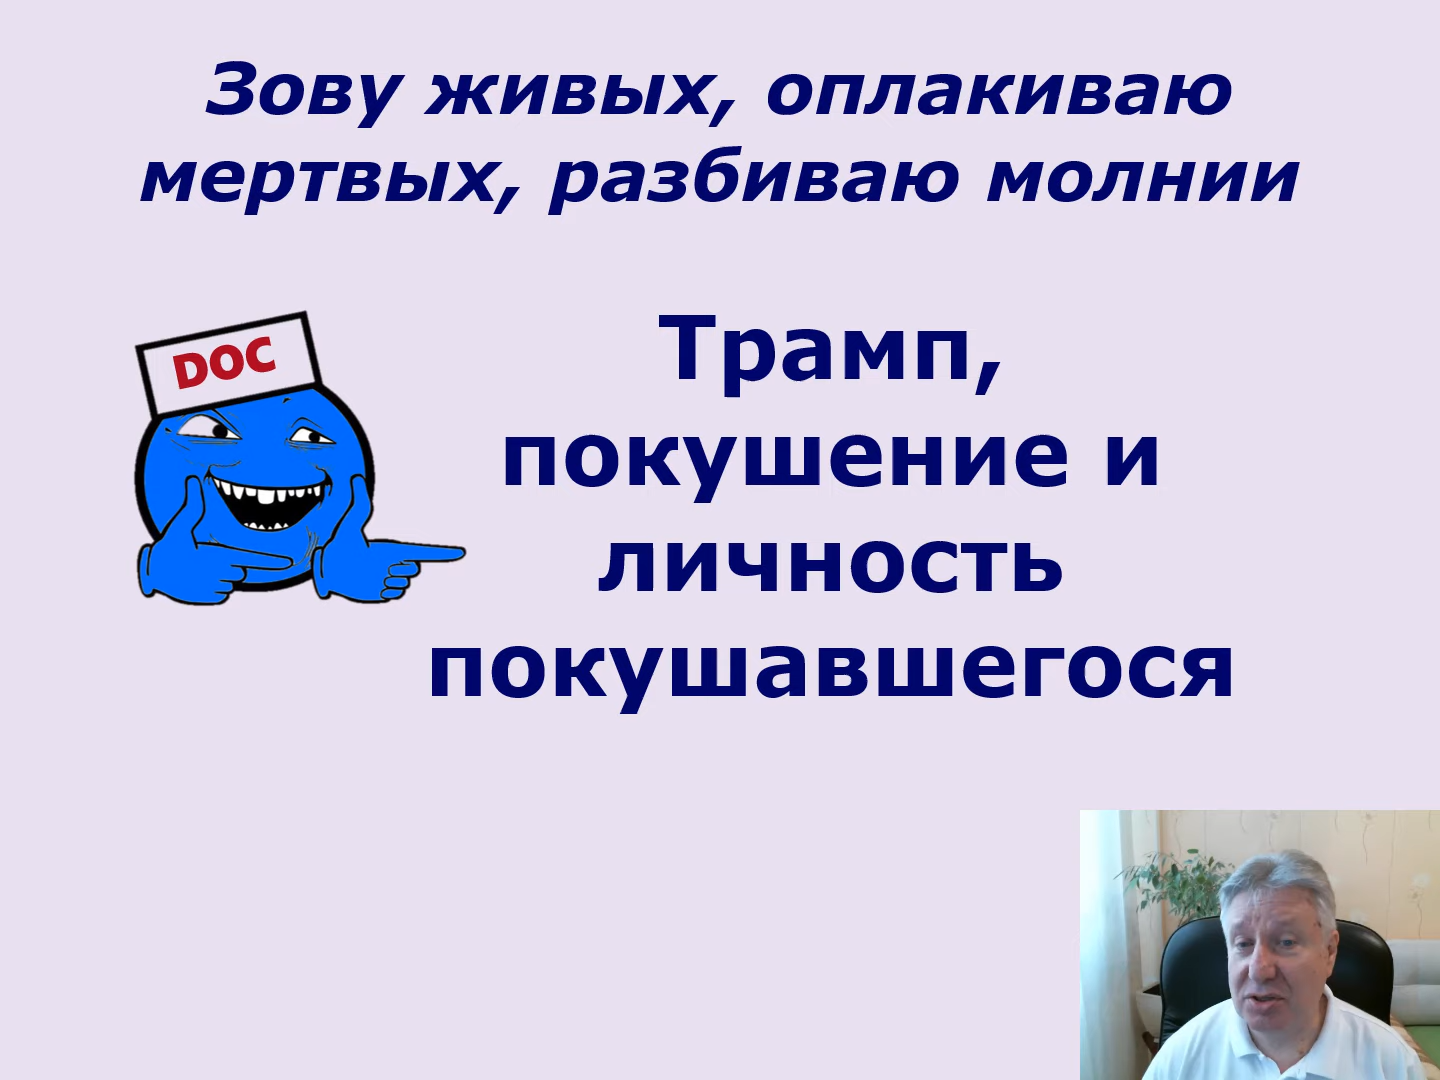 Зову живых, оплакиваю
мертвых, разбиваю молнии
DOC
Трамп,
покушение и
личность
покушавшегося